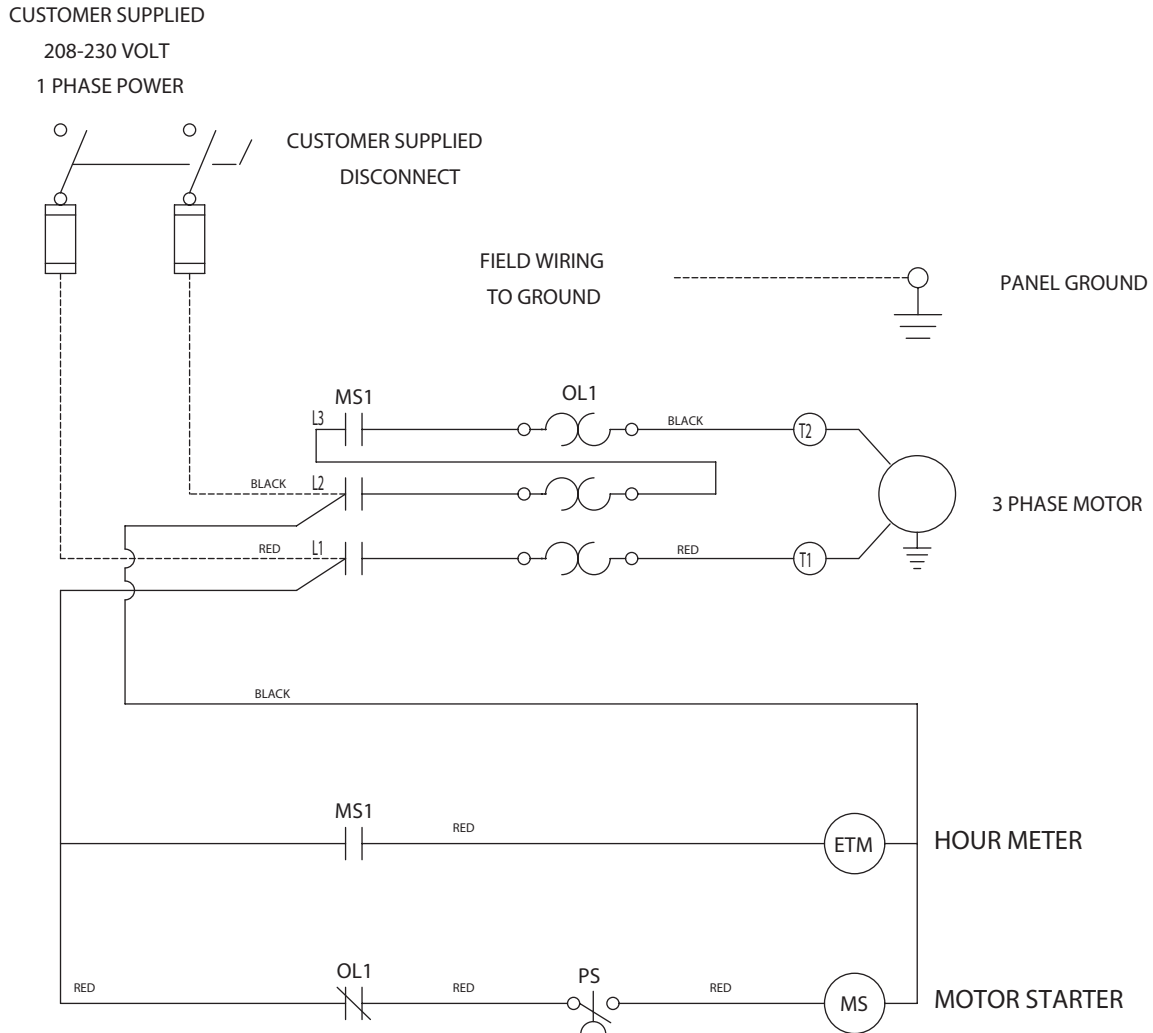 CUSTOMER SUPPLIED
208-230 VOLT
1 PHASE POWER
CUSTOMER SUPPLIED
DISCONNECT
FIELD WIRING
TO GROUND
PANEL GROUND
MS1
OL1
L3
BLACK
T2
BLACK
L2
3 PHASE MOTOR
RED
L1
RED
T1
BLACK
MS1
RED
ETM
HOUR METER
RED
OL1
RED
PS
RED
MS
MOTOR STARTER